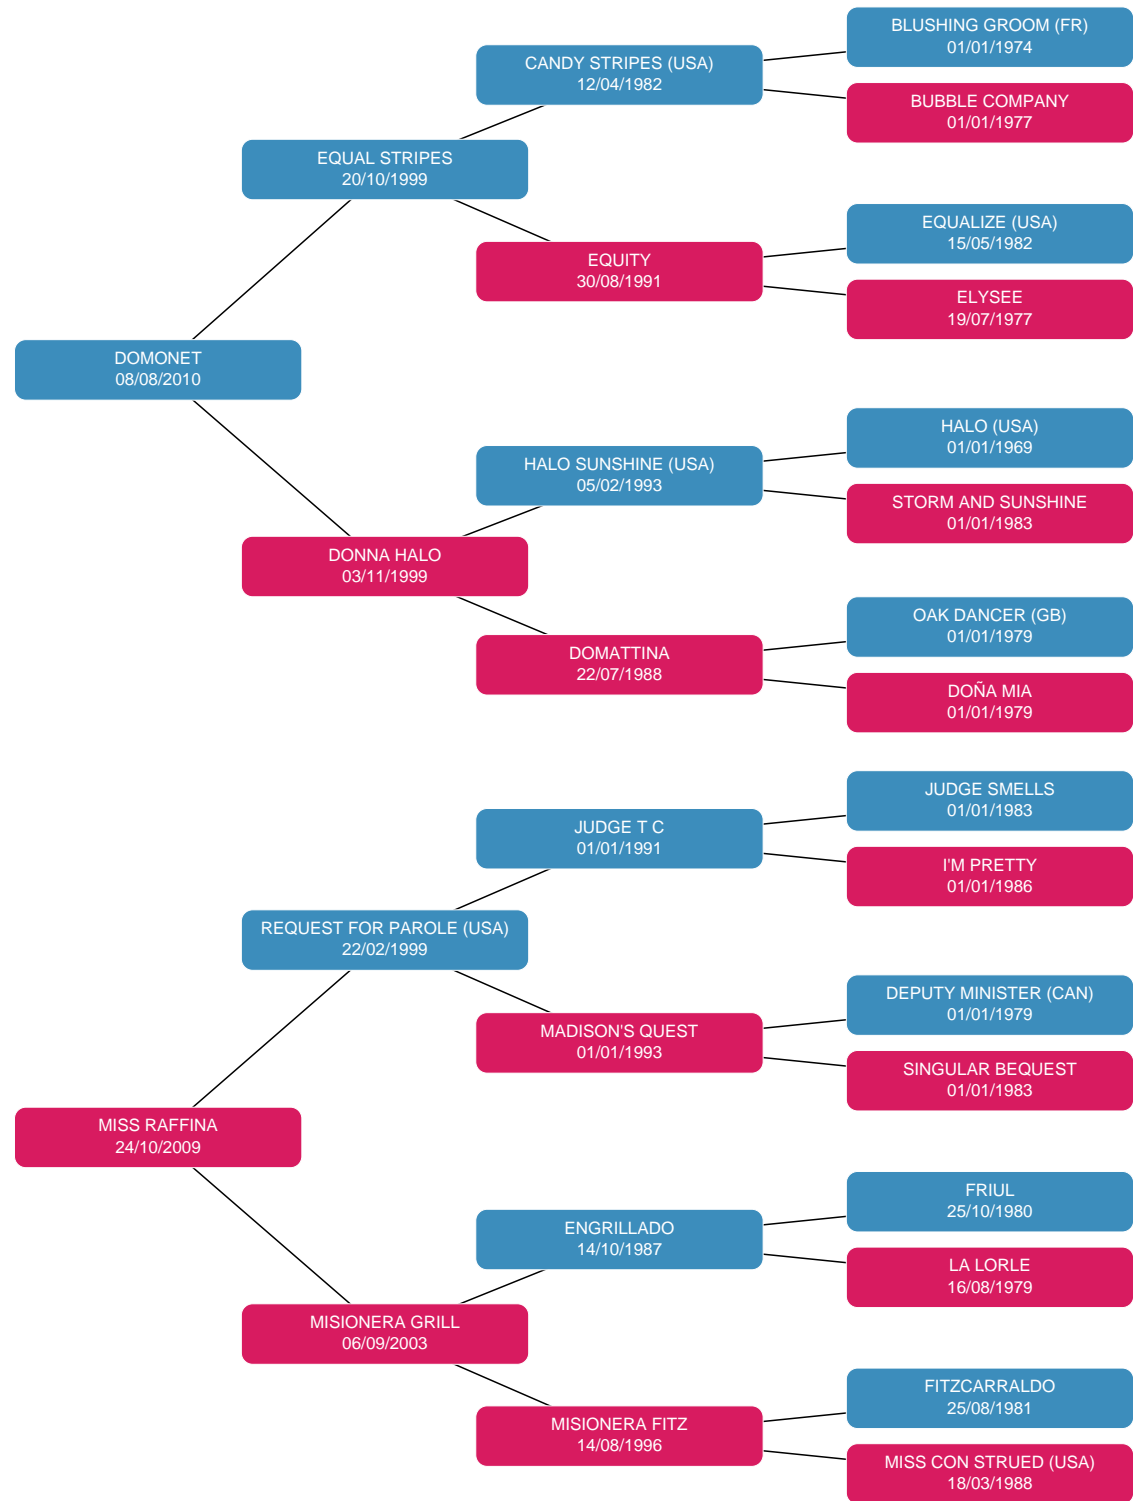 BLUSHING GROOM (FR)
01/01/1974
CANDY STRIPES (USA)
12/04/1982
BUBBLE COMPANY
01/01/1977
EQUAL STRIPES
20/10/1999
EQUALIZE (USA)
15/05/1982
EQUITY
30/08/1991
ELYSEE
19/07/1977
DOMONET
08/08/2010
HALO (USA)
01/01/1969
HALO SUNSHINE (USA)
05/02/1993
STORM AND SUNSHINE
01/01/1983
DONNA HALO
03/11/1999
OAK DANCER (GB)
01/01/1979
DOMATTINA
22/07/1988
DOÑA MIA
01/01/1979
JUDGE SMELLS
01/01/1983
JUDGE T C
01/01/1991
I'M PRETTY
01/01/1986
REQUEST FOR PAROLE (USA)
22/02/1999
DEPUTY MINISTER (CAN)
01/01/1979
MADISON'S QUEST
01/01/1993
SINGULAR BEQUEST
01/01/1983
MISS RAFFINA
24/10/2009
FRIUL
25/10/1980
ENGRILLADO
14/10/1987
LA LORLE
16/08/1979
MISIONERA GRILL
06/09/2003
FITZCARRALDO
25/08/1981
MISIONERA FITZ
14/08/1996
MISS CON STRUED (USA)
18/03/1988